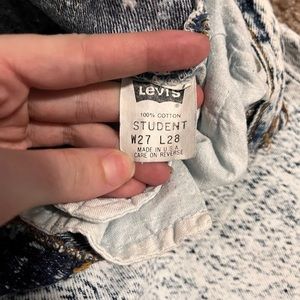 LEVI'S
100% COTTON
STUDENT
W27 L28
MADE IN U.S.A.
CARE ON REVERSE